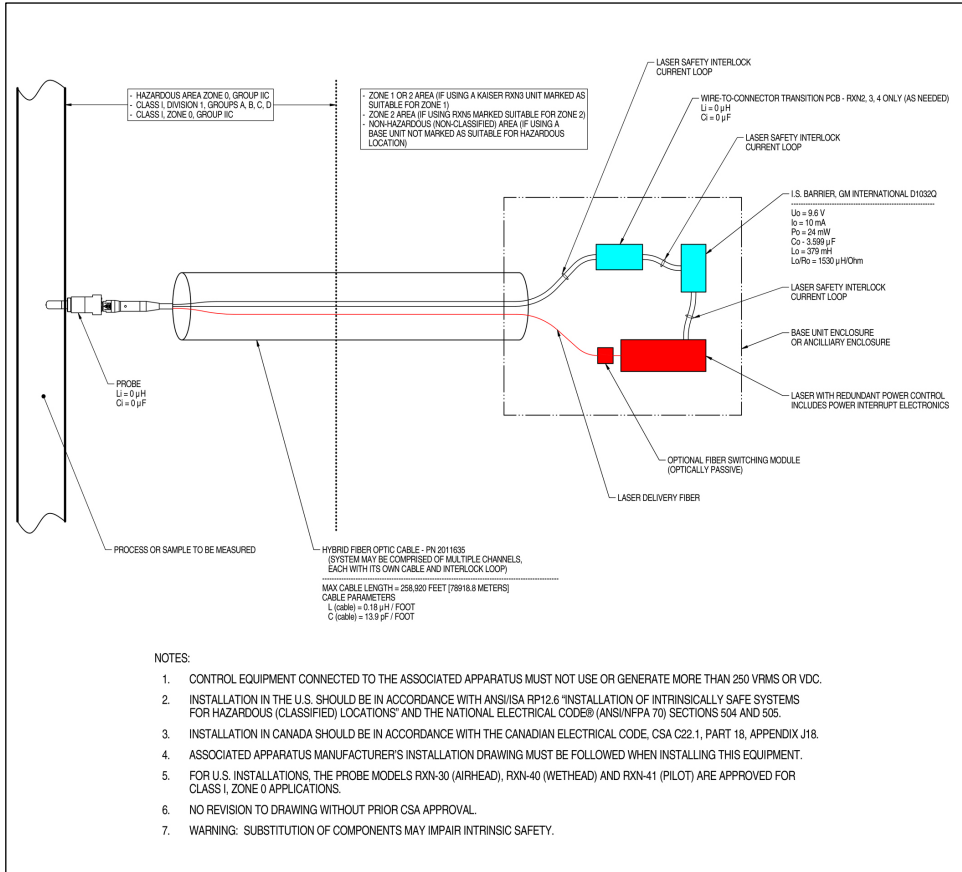 - HAZARDOUS AREA ZONE 0, GROUP IIC
- CLASS I, DIVISION 1, GROUPS A, B, C, D
- CLASS I, ZONE 0, GROUP IIC
- ZONE 1 OR 2 AREA (IF USING A KAISER RXN3 UNIT MARKED AS
SUITABLE FOR ZONE 1)
- ZONE 2 AREA (IF USING RXN5 MARKED SUITABLE FOR ZONE 2)
- NON-HAZARDOUS (NON-CLASSIFIED) AREA (IF USING A
BASE UNIT NOT MARKED AS SUITABLE FOR HAZARDOUS
LOCATION)
LASER SAFETY INTERLOCK
CURRENT LOOP
WIRE-TO-CONNECTOR TRANSITION PCB - RXN2, 3, 4 ONLY (AS NEEDED)
Li = 0 µH
Ci = 0 µF
LASER SAFETY INTERLOCK
CURRENT LOOP
I.S. BARRIER, GM INTERNATIONAL D1032Q
Uo = 9.6 V
Io = 10 mA
Po = 24 mW
Co - 3.599 µF
Lo = 379 mH
Lo/Ro = 1530 µH/Ohm
LASER SAFETY INTERLOCK
CURRENT LOOP
BASE UNIT ENCLOSURE
OR ANCILLIARY ENCLOSURE
LASER WITH REDUNDANT POWER CONTROL
INCLUDES POWER INTERRUPT ELECTRONICS
PROBE
Li = 0 µH
Ci = 0 µF
OPTIONAL FIBER SWITCHING MODULE
(OPTICALLY PASSIVE)
LASER DELIVERY FIBER
PROCESS OR SAMPLE TO BE MEASURED
HYBRID FIBER OPTIC CABLE - PN 2011635
(SYSTEM MAY BE COMPRISED OF MULTIPLE CHANNELS,
EACH WITH ITS OWN CABLE AND INTERLOCK LOOP)
MAX CABLE LENGTH = 258,920 FEET [78918.8 METERS]
CABLE PARAMETERS
L (cable) = 0.18 µH / FOOT
C (cable) = 13.9 pF / FOOT
NOTES:
1. CONTROL EQUIPMENT CONNECTED TO THE ASSOCIATED APPARATUS MUST NOT USE OR GENERATE MORE THAN 250 VRMS OR VDC.
2. INSTALLATION IN THE U.S. SHOULD BE IN ACCORDANCE WITH ANSI/ISA RP12.6 “INSTALLATION OF INTRINSICALLY SAFE SYSTEMS
FOR HAZARDOUS (CLASSIFIED) LOCATIONS” AND THE NATIONAL ELECTRICAL CODE® (ANSI/NFPA 70) SECTIONS 504 AND 505.
3. INSTALLATION IN CANADA SHOULD BE IN ACCORDANCE WITH THE CANADIAN ELECTRICAL CODE, CSA C22.1, PART 18, APPENDIX J18.
4. ASSOCIATED APPARATUS MANUFACTURER'S INSTALLATION DRAWING MUST BE FOLLOWED WHEN INSTALLING THIS EQUIPMENT.
5. FOR U.S. INSTALLATIONS, THE PROBE MODELS RXN-30 (AIRHEAD), RXN-40 (WETHEAD) AND RXN-41 (PILOT) ARE APPROVED FOR
CLASS I, ZONE 0 APPLICATIONS.
6. NO REVISION TO DRAWING WITHOUT PRIOR CSA APPROVAL.
7. WARNING: SUBSTITUTION OF COMPONENTS MAY IMPAIR INTRINSIC SAFETY.